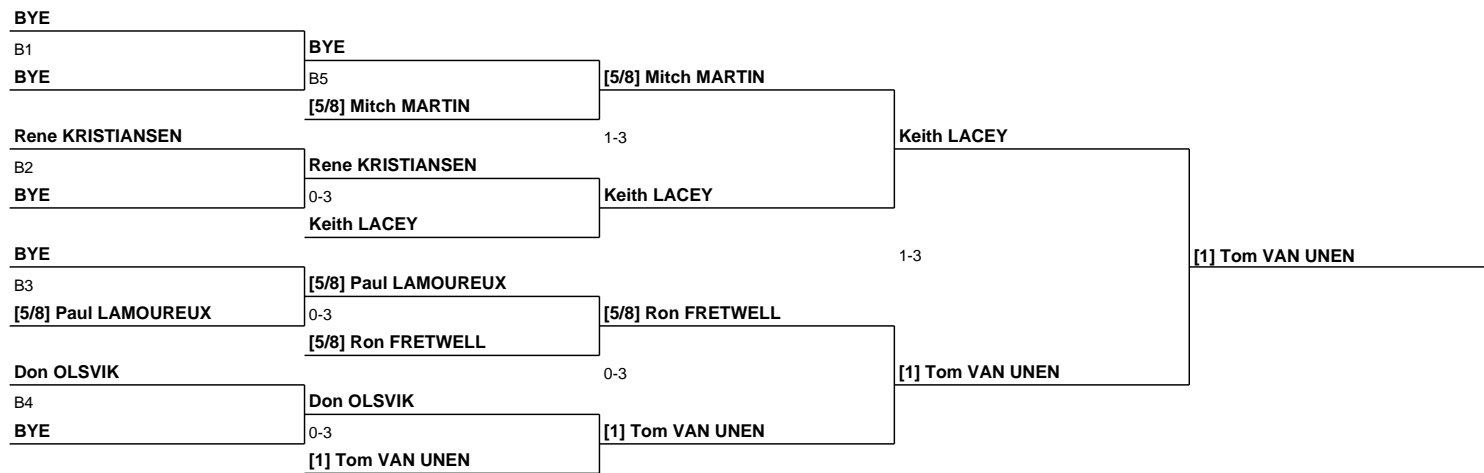 BYE
B1
BYE
BYE
B5
[5/8] Mitch MARTIN
[5/8] Mitch MARTIN
Rene KRISTIANSEN
1-3
Keith LACEY
B2
Rene KRISTIANSEN
BYE
0-3
Keith LACEY
Keith LACEY
BYE
1-3
[1] Tom VAN UNEN
B3
[5/8] Paul LAMOUREUX
[5/8] Paul LAMOUREUX
0-3
[5/8] Ron FRETWELL
[5/8] Ron FRETWELL
Don OLSVIK
0-3
[1] Tom VAN UNEN
B4
Don OLSVIK
BYE
0-3
[1] Tom VAN UNEN
[1] Tom VAN UNEN